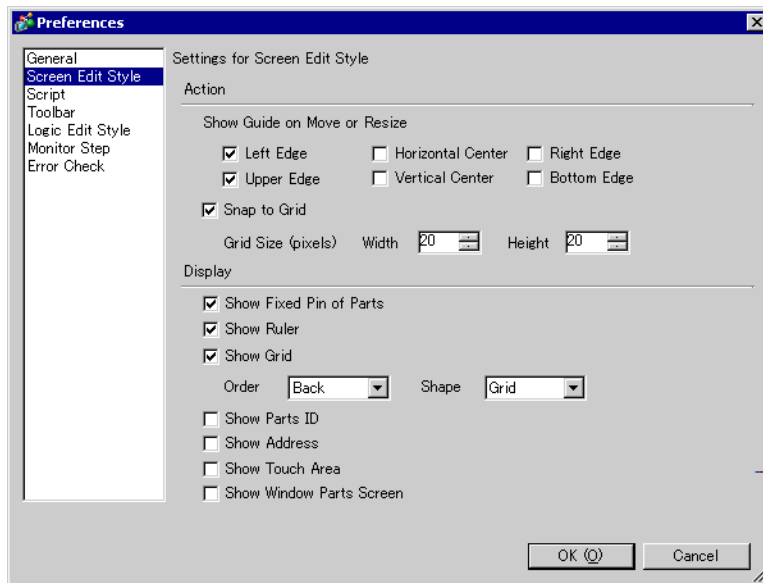 Preferences
General
Screen Edit Style
Script
Toolbar
Logic Edit Style
Monitor Step
Error Check
Settings for Screen Edit Style
Action
Show Guide on Move or Resize
Left Edge Horizontal Center Right Edge
Upper Edge Vertical Center Bottom Edge
Snap to Grid
Grid Size (pixels) Width 20 Height 20
Display
Show Fixed Pin of Parts
Show Ruler
Show Grid
Order Back Shape Grid
Show Parts ID
Show Address
Show Touch Area
Show Window Parts Screen
OK (O) Cancel